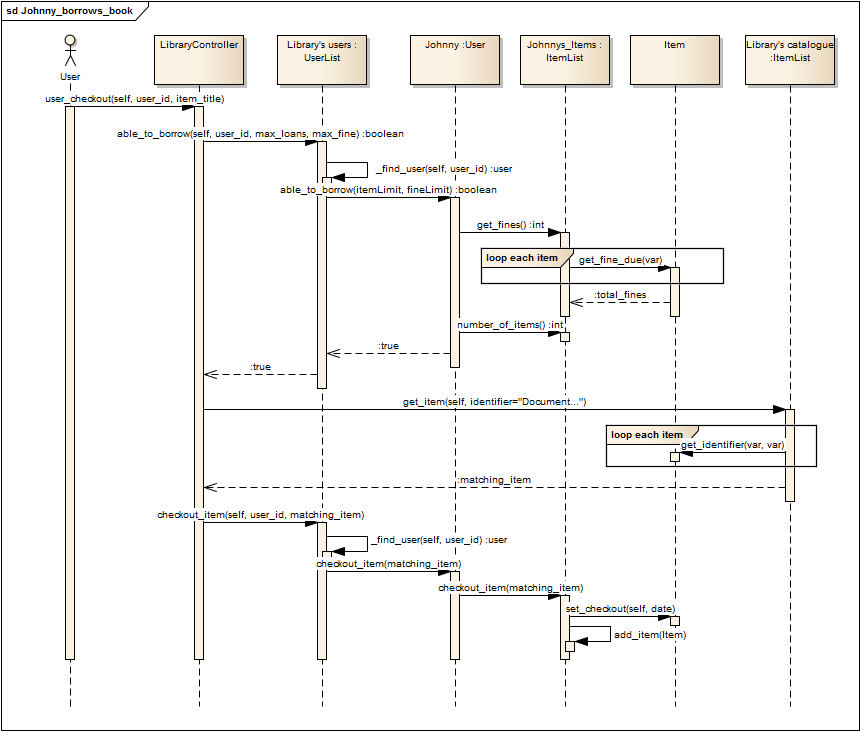 sd Johnny_borrows_book
User
LibraryController
Library's users :
UserList
Johnny :User
Johnnys_Items :
ItemList
Item
Library's catalogue
:ItemList
user_checkout(self, user_id, item_title)
able_to_borrow(self, user_id, max_loans, max_fine) :boolean
_find_user(self, user_id) :user
able_to_borrow(itemLimit, fineLimit) :boolean
get_fines() :int
loop each item
get_fine_due(var)
:total_fines
number_of_items() :int
:true
:true
get_item(self, identifier="Document...")
loop each item
get_identifier(var, var)
:matching_item
checkout_item(self, user_id, matching_item)
_find_user(self, user_id) :user
checkout_item(matching_item)
checkout_item(matching_item)
set_checkout(self, date)
add_item(Item)